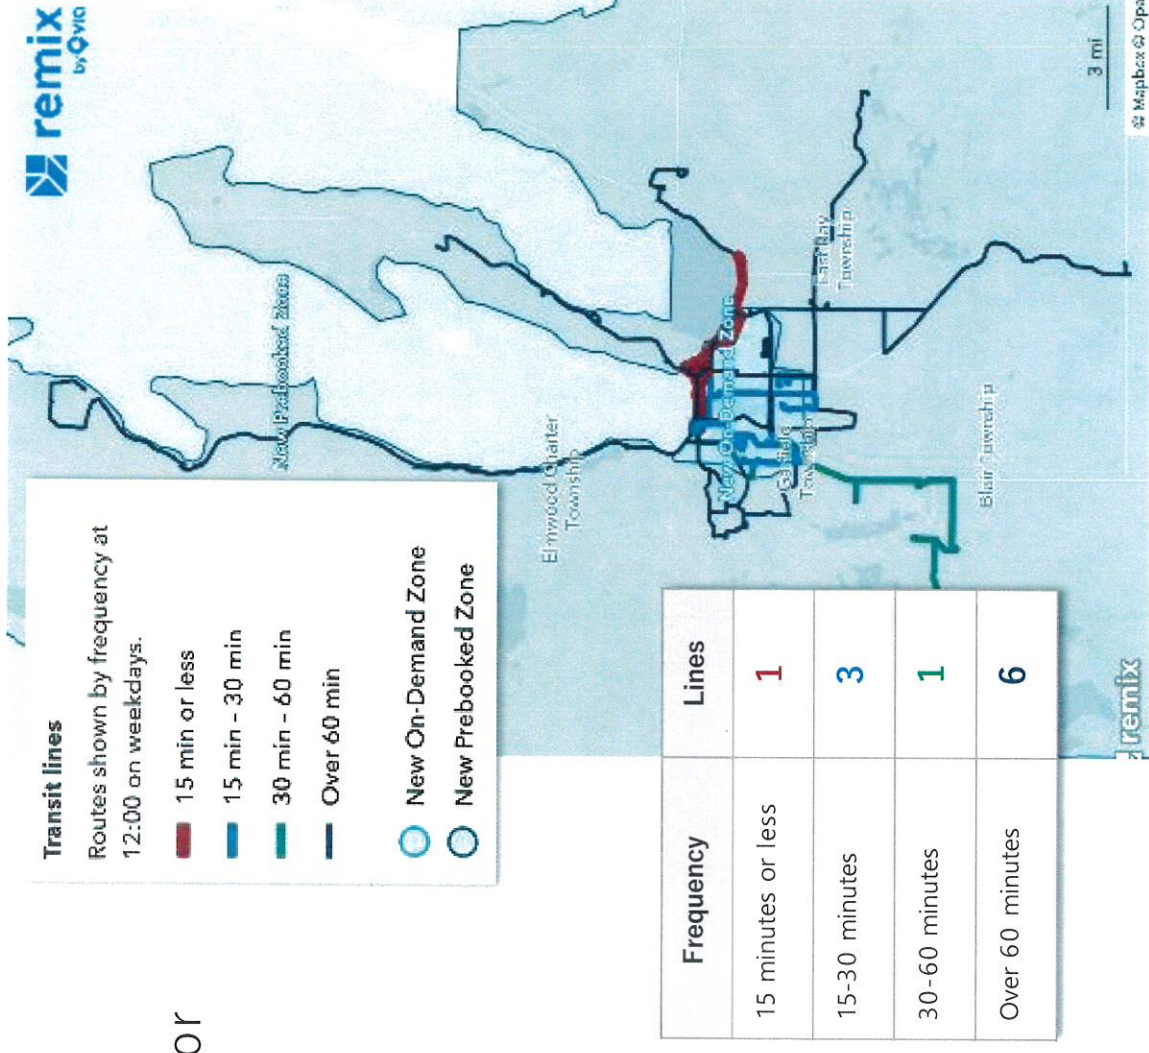 or
remix
by Via
Transit lines
Routes shown by frequency at
12:00 on weekdays.
15 min or less
15 min - 30 min
30 min - 60 min
Over 60 min
New On-Demand Zone
New Prebooked Zone
New Prebooked Zone
Elmwood Charter
Township
New On-Demand Zone
Garfield
Township
East Bay
Township
Blair Township
3 mi
© Mapbox ©
remix
Frequency Lines
15 minutes or less 1
15-30 minutes 3
30-60 minutes 1
Over 60 minutes 6